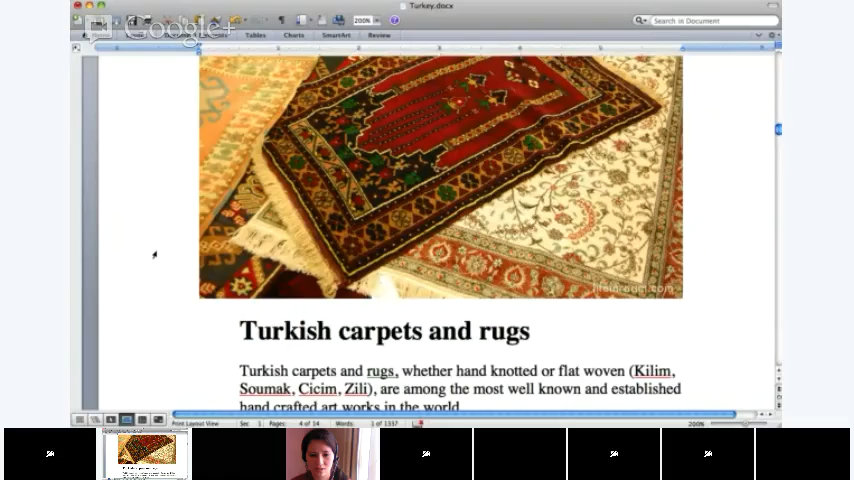 Turkey.docx
Google+
200%
Search in Document
Tables
Charts
SmartArt
Review
Turkish carpets and rugs
Turkish carpets and rugs, whether hand knotted or flat woven (Kilim,
Soumak, Cicim, Zili), are among the most well known and established
hand crafted art works in the world
Print Layout View
Sec 1
Pages: 4 of 14
Words: 1 of 1337
200%